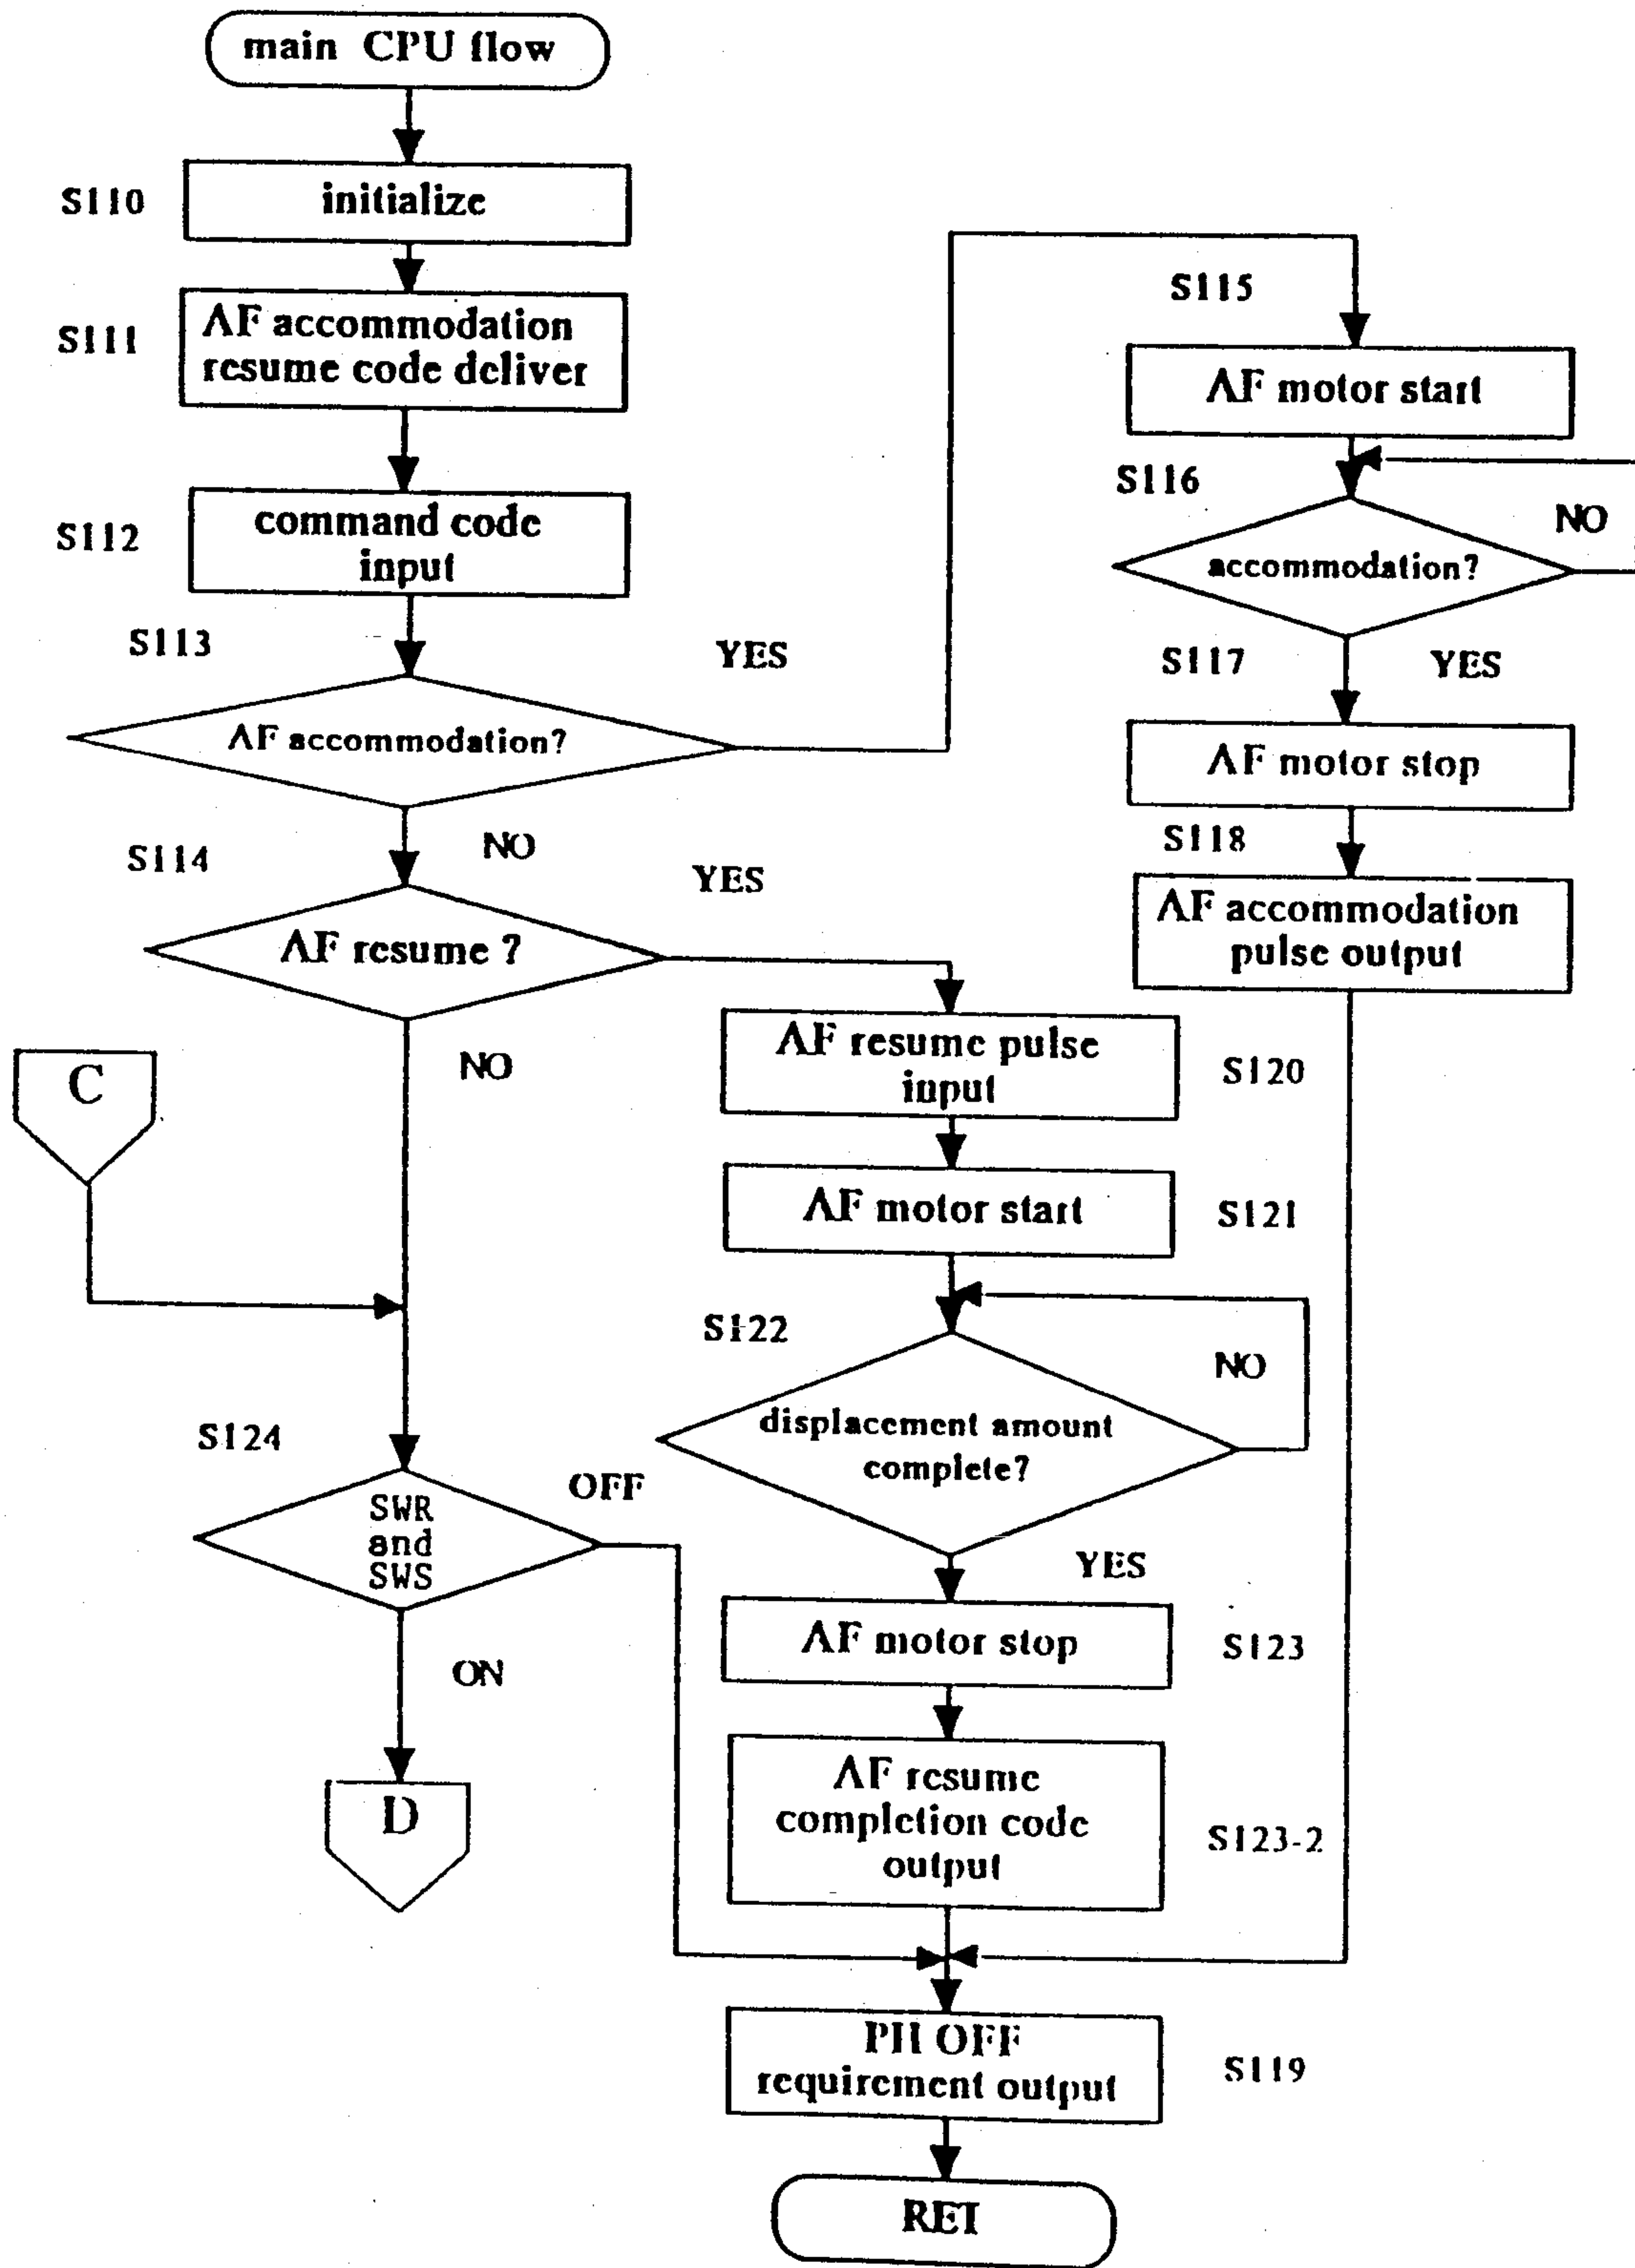 main CPU flow
S110
initialize
S111
AF accommodation
resume code deliver
S112
command code
input
S113
YES
AF accommodation?
NO
S114
YES
AF resume ?
NO
C
S124
SWR
and
SWS
OFF
ON
D
S115
AF motor start
S116
NO
accommodation?
S117
YES
AF motor stop
S118
AF accommodation
pulse output
AF resume pulse
input
S120
AF motor start
S121
S122
NO
displacement amount
complete?
YES
AF motor stop
S123
AF resume
completion code
output
S123-2
PH OFF
requirement output
S119
RET